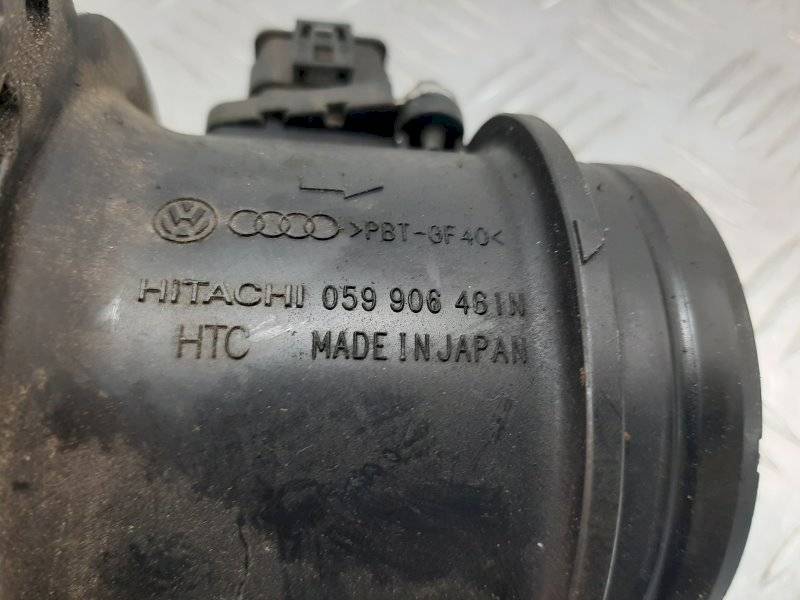 >PBT-GF40<
HITACHI 059 906 461N
HTC MADE IN JAPAN